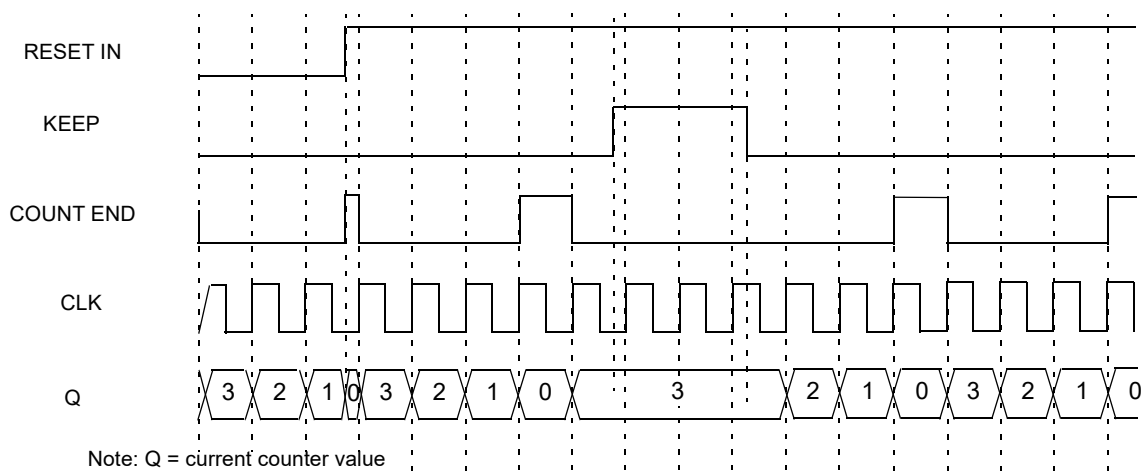 RESET IN
KEEP
COUNT END
CLK
Q 3 2 1 0 3 2 1 0 3 2 1 0 3 2 1 0
Note: Q = current counter value